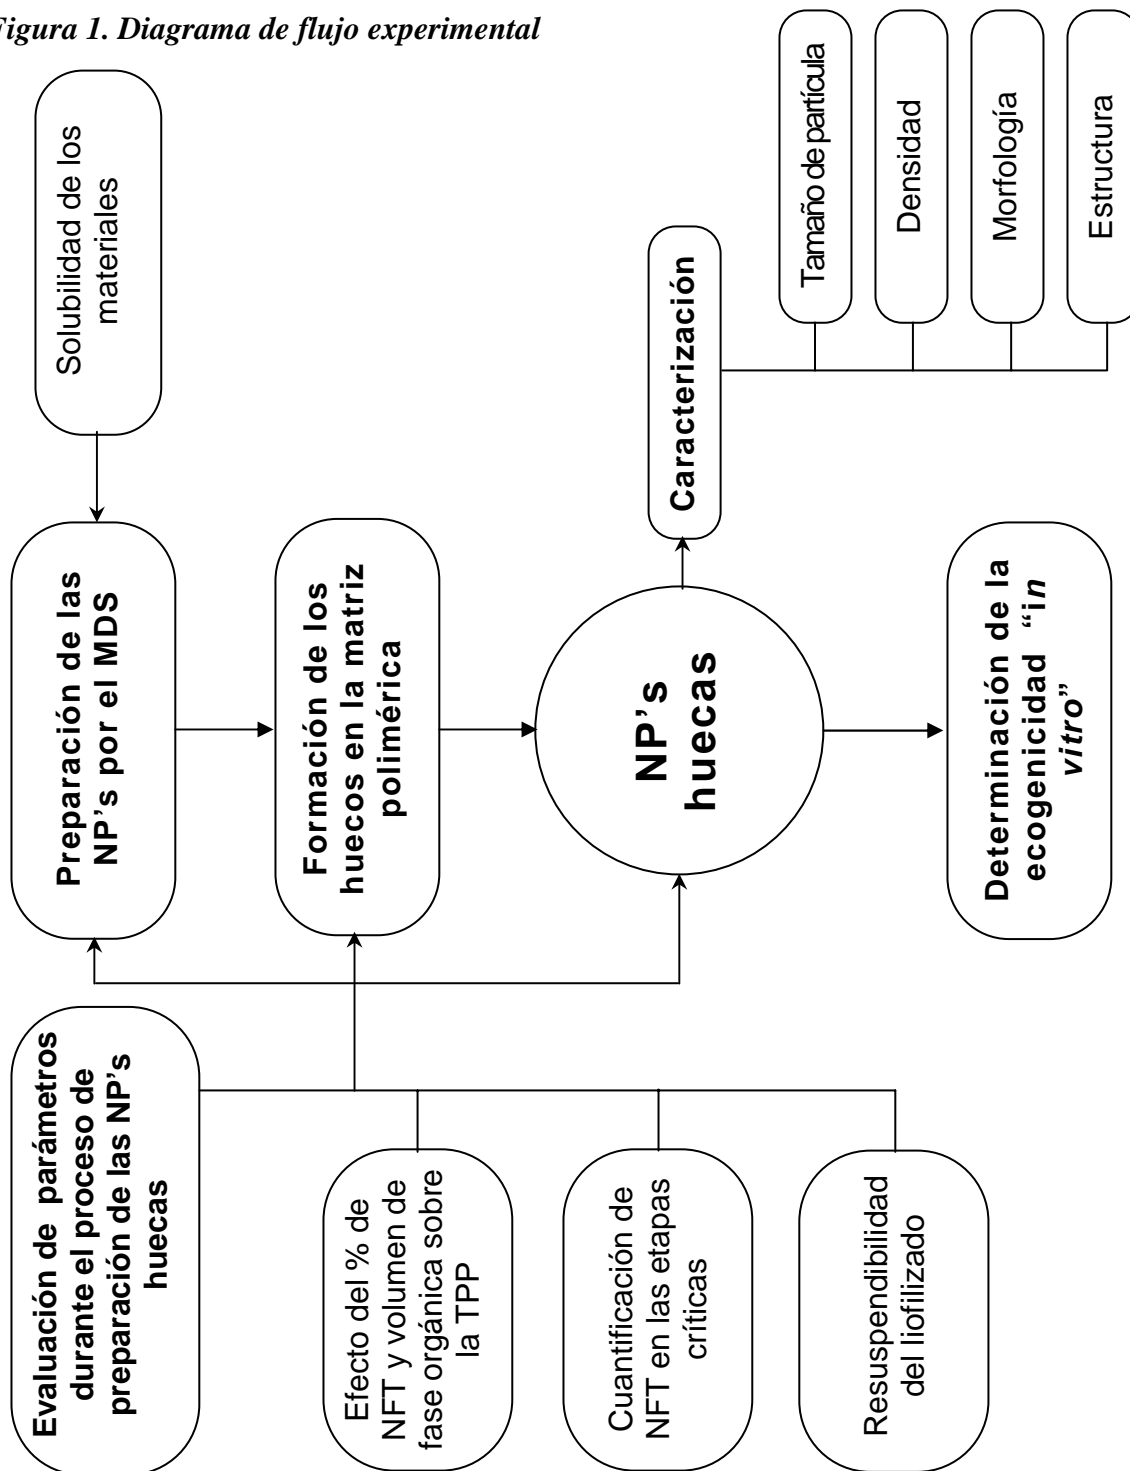 Figura 1. Diagrama de flujo experimental
Solubilidad de los
materiales
Preparación de las
NP's por el MDS
Formación de los
huecos en la matriz
polimérica
NP's
huecas
Caracterización
Tamaño de partícula
Densidad
Morfología
Estructura
Determinación de la
ecogenicidad “in
vitro”
Evaluación de parámetros
durante el proceso de
preparación de las NP's
huecas
Efecto del % de
NFT y volumen de
fase orgánica sobre
la TPP
Cuantificación de
NFT en las etapas
críticas
Resuspendibilidad
del liofilizado